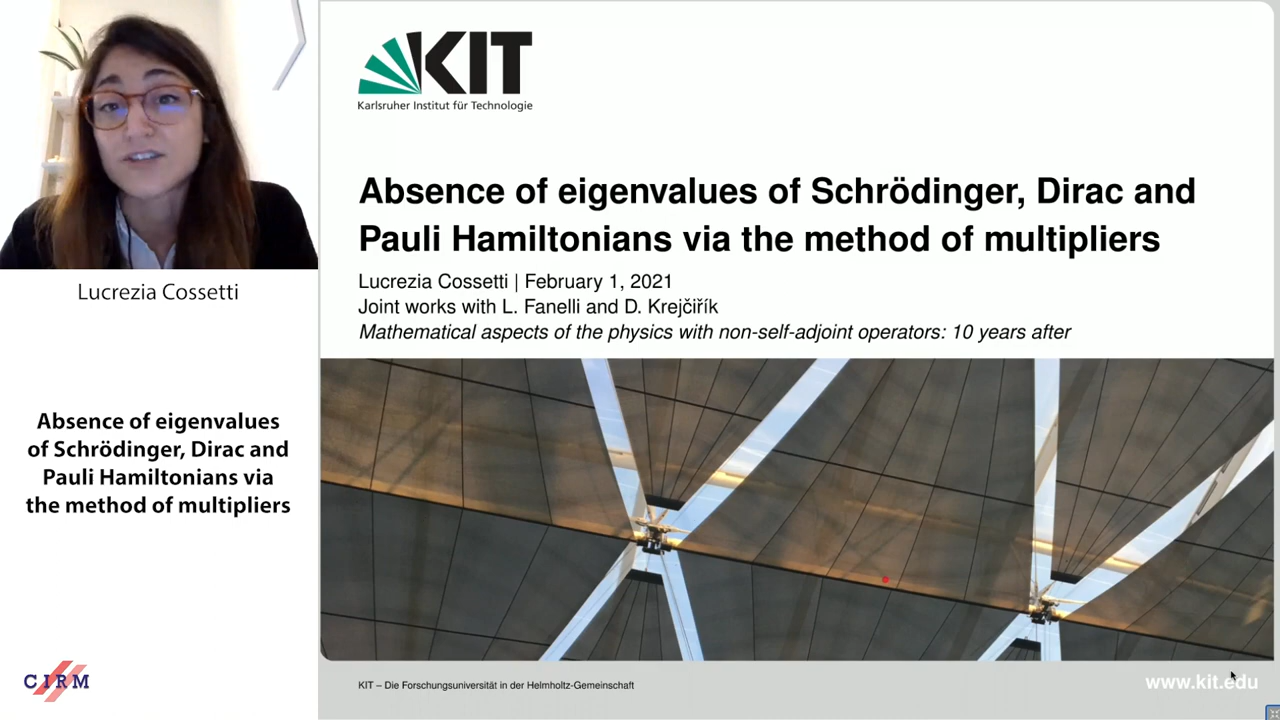 Lucrezia Cossetti
Absence of eigenvalues
of Schrödinger, Dirac and
Pauli Hamiltonians via
the method of multipliers
CIRM
KIT
Karlsruher Institut für Technologie
Absence of eigenvalues of Schrödinger, Dirac and
Pauli Hamiltonians via the method of multipliers
Lucrezia Cossetti | February 1, 2021
Joint works with L. Fanelli and D. Krejčiřík
Mathematical aspects of the physics with non-self-adjoint operators: 10 years after
KIT – Die Forschungsuniversität in der Helmholtz-Gemeinschaft
www.kit.edu